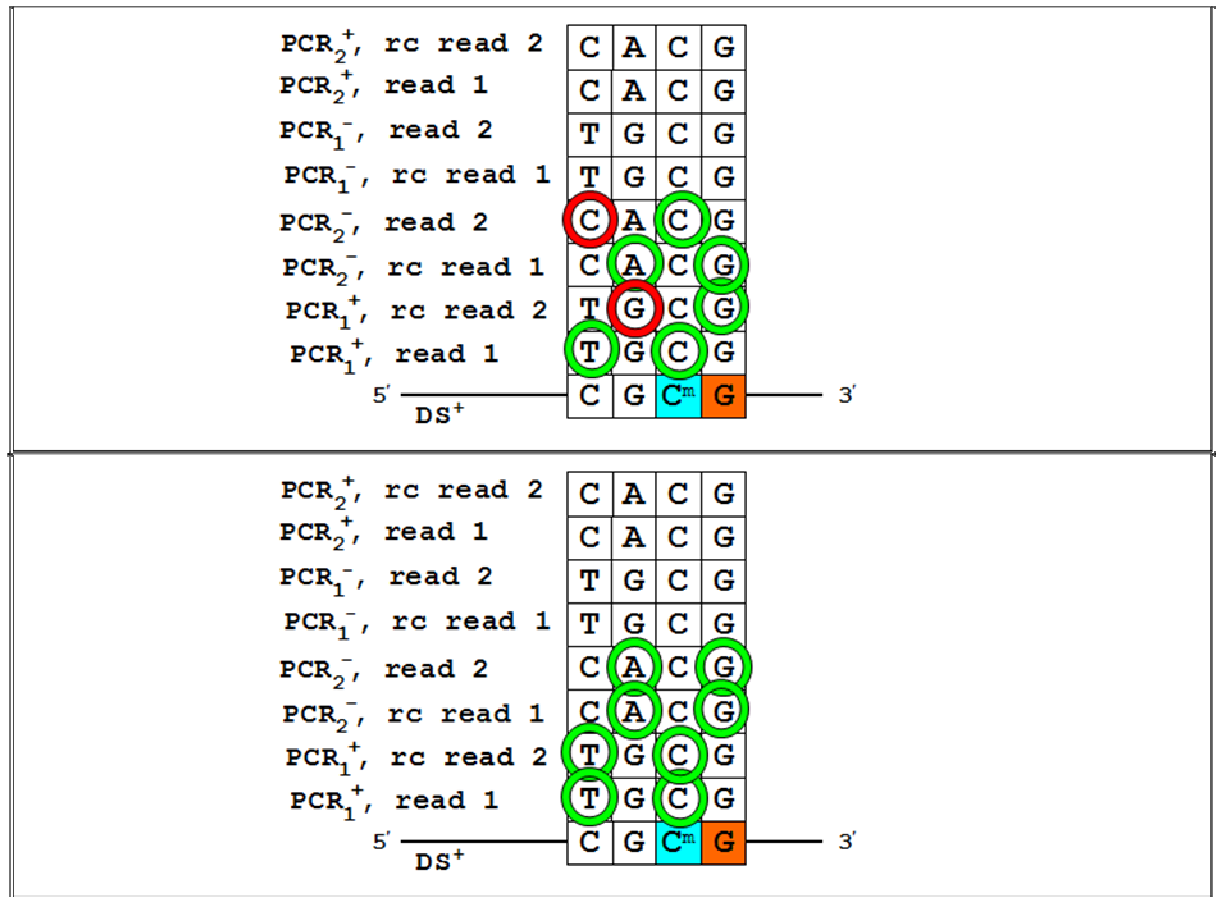 PCR₂⁺, rc read 2 C A C G
PCR₂⁺, read 1 C A C G
PCR₁⁻, read 2 T G C G
PCR₁⁻, rc read 1 T G C G
PCR₂⁻, read 2 C A C G
PCR₂⁻, rc read 1 C A C G
PCR₁⁺, rc read 2 T G C G
PCR₁⁺, read 1 T G C G
5′ C G Cᵐ G 3′
DS⁺
PCR₂⁺, rc read 2 C A C G
PCR₂⁺, read 1 C A C G
PCR₁⁻, read 2 T G C G
PCR₁⁻, rc read 1 T G C G
PCR₂⁻, read 2 C A C G
PCR₂⁻, rc read 1 C A C G
PCR₁⁺, rc read 2 T G C G
PCR₁⁺, read 1 T G C G
5′ C G Cᵐ G 3′
DS⁺